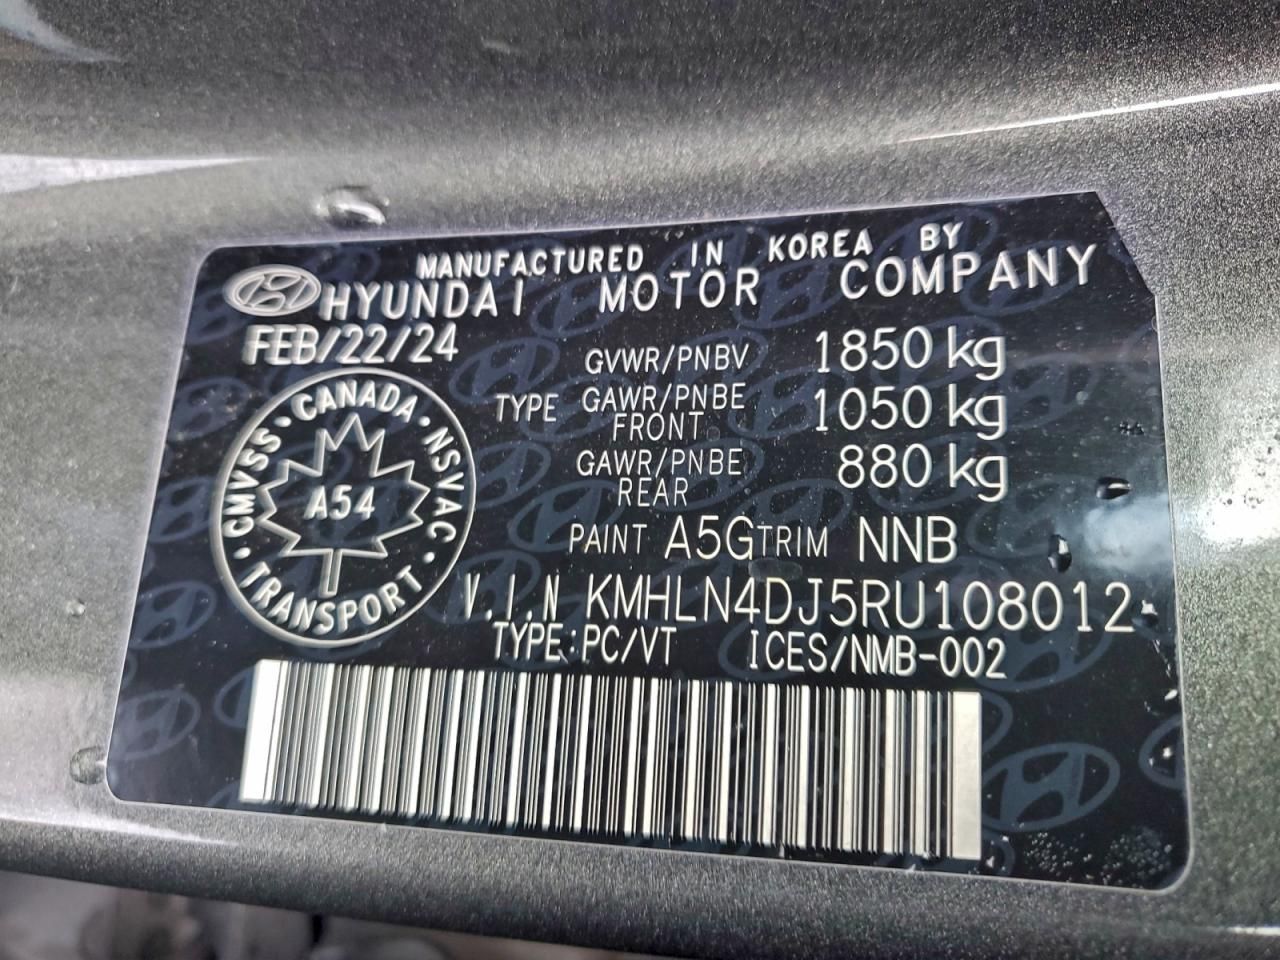 MANUFACTURED IN KOREA BY
HYUNDAI MOTOR COMPANY
FEB/22/24
GVWR/PNBV 1850 kg
TYPE GAWR/PNBE FRONT 1050 kg
GAWR/PNBE REAR 880 kg
PAINT A5G TRIM NNB
V.I.N KMHLN4DJ5RU108012
TYPE:PC/VT ICES/NMB-002
CANADA · NSVAC · TRANSPORT · CMVSS ·
A54